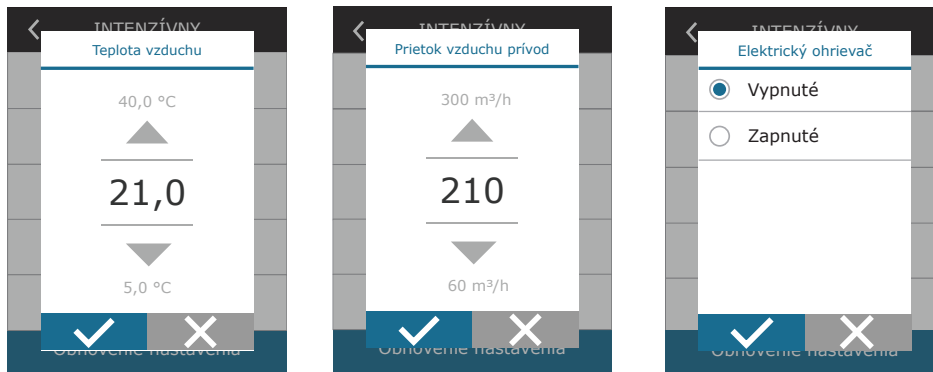 INTENZÍVNY
Teplota vzduchu
40,0 °C
21,0
5,0 °C
Obnovenie nastavenia
INTENZÍVNY
Prietok vzduchu prívod
300 m³/h
210
60 m³/h
Obnovenie nastavenia
INTENZÍVNY
Elektrický ohrievač
Vypnuté
Zapnuté
Obnovenie nastavenia